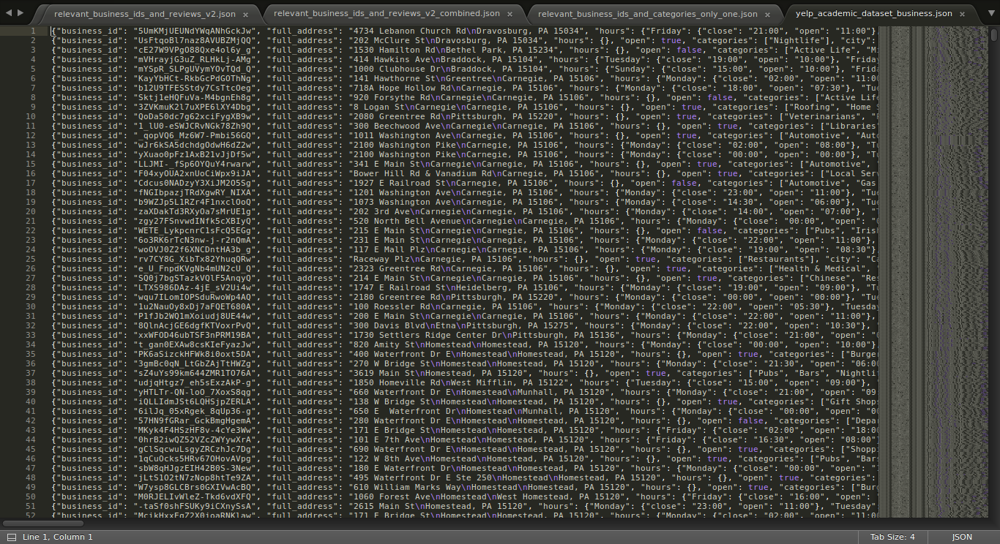 relevant_business_ids_and_reviews_v2.json × relevant_business_ids_and_reviews_v2_combined.json × relevant_business_ids_and_categories_only_one.json × yelp_academic_dataset_business.json ×
1 {"business_id": "5UmKMjUEUNdYWqANhGckJw", "full_address": "4734 Lebanon Church Rd\nDravosburg, PA 15034", "hours": {"Friday": {"close": "21:00", "open": "11:00"}
2 {"business_id": "UsFtqoBl7naz8AVUBZMjQQ", "full_address": "202 McClure St\nDravosburg, PA 15034", "hours": {}, "open": true, "categories": ["Nightlife"], "city":
3 {"business_id": "cE27W9VPgO88Qxe4ol6y_g", "full_address": "1530 Hamilton Rd\nBethel Park, PA 15234", "hours": {}, "open": false, "categories": ["Active Life", "Mi
4 {"business_id": "mVHrayjG3uZ_RLHkLj-AMg", "full_address": "414 Hawkins Ave\nBraddock, PA 15104", "hours": {"Tuesday": {"close": "19:00", "open": "10:00"}, "Friday
5 {"business_id": "mYSpR_SLPgUVymYOvTQd_Q", "full_address": "1000 Clubhouse Dr\nBraddock, PA 15104", "hours": {"Sunday": {"close": "15:00", "open": "10:00"}, "Frida
6 {"business_id": "KayYbHCt-RkbGcPdGOThNg", "full_address": "141 Hawthorne St\nGreentree\nCarnegie, PA 15106", "hours": {"Monday": {"close": "02:00", "open": "11:00
7 {"business_id": "b12U9TFESStdy7CsTtcOeg", "full_address": "718A Hope Hollow Rd\nCarnegie, PA 15106", "hours": {"Monday": {"close": "18:00", "open": "07:30"}, "Tue
8 {"business_id": "Sktj1eHQFuVa-M4bgnEh8g", "full_address": "920 Forsythe Rd\nCarnegie\nCarnegie, PA 15106", "hours": {}, "open": false, "categories": ["Active Life
9 {"business_id": "3ZVKmuK2l7uXPE6lXY4Dbg", "full_address": "8 Logan St\nCarnegie\nCarnegie, PA 15106", "hours": {}, "open": true, "categories": ["Roofing", "Home S
10 {"business_id": "QoDa50dc7g62xciFygXB9w", "full_address": "2080 Greentree Rd\nPittsburgh, PA 15220", "hours": {}, "open": true, "categories": ["Veterinarians", "P
11 {"business_id": "1_lU0-eSWJCRvNGk78Zh9Q", "full_address": "300 Beechwood Ave\nCarnegie, PA 15106", "hours": {}, "open": true, "categories": ["Libraries"
12 {"business_id": "_qopVQ6_Mz6W7-Pmbi56GQ", "full_address": "1011 Washington Ave\nCarnegie, PA 15106", "hours": {}, "open": true, "categories": ["Automotive", "Auto
13 {"business_id": "wJr6kSA5dchdgOdwH6dZ2w", "full_address": "2100 Washington Pike\nCarnegie, PA 15106", "hours": {"Monday": {"close": "02:00", "open": "08:00"}, "Tu
14 {"business_id": "yXuao0pFz1AxB21vJjDf5w", "full_address": "2100 Washington Pike\nCarnegie, PA 15106", "hours": {"Monday": {"close": "00:00", "open": "00:00"}, "Tu
15 {"business_id": "LLJMI-_fSp6OYQuY4rwarw", "full_address": "341 E Main St\nCarnegie, PA 15106", "hours": {}, "open": true, "categories": ["Automotive",
16 {"business_id": "F04xyOUA2xnUoCiWpx9iJA", "full_address": "Bower Hill Rd & Vanadium Rd\nCarnegie, PA 15106", "hours": {}, "open": true, "categories": ["Local Serv
17 {"business_id": "Cdcus0NADzyY3XiJM2O5Sg", "full_address": "1927 E Railroad St\nCarnegie, PA 15106", "hours": {}, "open": false, "categories": ["Automotive", "Gas
18 {"business_id": "fNGIbpazjTRdXgwRY_NIXA", "full_address": "1201 Washington Ave\nCarnegie, PA 15106", "hours": {"Monday": {"close": "23:00", "open": "11:00"}, "Tue
19 {"business_id": "b9WZJp5L1RZr4F1nxclOoQ", "full_address": "1073 Washington Ave\nCarnegie, PA 15106", "hours": {"Monday": {"close": "14:30", "open": "06:00"}, "Tue
20 {"business_id": "zaXDakTd3RXyOa7sMrUE1g", "full_address": "202 3rd Ave\nCarnegie\nCarnegie, PA 15106", "hours": {"Monday": {"close": "14:00", "open": "07:00"}, "T
21 {"business_id": "zgy27FSnvwdINfk5cXBIyQ", "full_address": "520 North Bell Avenue\nCarnegie\nCarnegie, PA 15106", "hours": {"Monday": {"close": "00:00", "open": "0
22 {"business_id": "WETE_LykpcnrC1sFcQ5EGg", "full_address": "215 E Main St\nCarnegie\nCarnegie, PA 15106", "hours": {}, "open": false, "categories": ["Pubs", "Irish
23 {"business_id": "6o3RK6rTcN3nw-j-r2nQmA", "full_address": "231 E Main St\nCarnegie\nCarnegie, PA 15106", "hours": {"Monday": {"close": "22:00", "open": "11:00"},
24 {"business_id": "woOVJ0Z2f6XNCDntHA3b_g", "full_address": "117 E Mall Plz\nCarnegie\nCarnegie, PA 15106", "hours": {"Monday": {"close": "19:00", "open": "08:30"},
25 {"business_id": "rv7CY8G_XibTx82YhuqQRw", "full_address": "Raceway Plz\nCarnegie, PA 15106", "hours": {}, "open": true, "categories": ["Restaurants"], "city": "Ca
26 {"business_id": "e_U_FnpdKVgNb4mUN2cU_Q", "full_address": "2323 Greentree Rd\nCarnegie, PA 15106", "hours": {}, "open": true, "categories": ["Health & Medical",
27 {"business_id": "SQ0j7bgSTazkVQlF5AnqyQ", "full_address": "214 E Main St\nCarnegie\nCarnegie, PA 15106", "hours": {}, "open": true, "categories": ["Chinese", "Res
28 {"business_id": "LTXS986DAz-4jE_sV2Ui4w", "full_address": "1747 E Railroad St\nHeidelberg, PA 15106", "hours": {"Monday": {"close": "19:00", "open": "09:00"}, "Tu
29 {"business_id": "wqu7ILomIOPSduRwoWp4AQ", "full_address": "2180 Greentree Rd\nPittsburgh, PA 15220", "hours": {"Monday": {"close": "00:00", "open": "00:00"}, "Tue
30 {"business_id": "1u2NauOy8xDj7aFQET680A", "full_address": "100 Roessler Rd\nCarnegie\nCarnegie, PA 15106", "hours": {"Monday": {"close": "22:00", "open": "05:30"}, "Tuesday
31 {"business_id": "P1fJb2WQ1mXoiudj8UE44w", "full_address": "200 E Main St\nCarnegie\nCarnegie, PA 15106", "hours": {"Monday": {"close": "22:00", "open": "11:00"},
32 {"business_id": "8QlnAcjGE6dgfKTVoxrPvQ", "full_address": "300 Davis Blvd\nEtna\nPittsburgh, PA 15275", "hours": {"Monday": {"close": "22:00", "open": "10:30"},
33 {"business_id": "xxWFOD46ubTSF3nPRM19BA", "full_address": "1730 Settlers Ridge Center Dr\nPittsburgh, PA 15136", "hours": {"Monday": {"close": "21:00", "open": "0
34 {"business_id": "t_gan0EXAw8csKIeFyazJw", "full_address": "820 Amity St\nHomestead\nHomestead, PA 15120", "hours": {"Monday": {"close": "00:00", "open": "10:00"}
35 {"business_id": "PK6aSizckHFWk8i0oxt5DA", "full_address": "400 Waterfront Dr E\nHomestead\nHomestead, PA 15120", "hours": {}, "open": true, "categories": ["Burge
36 {"business_id": "3gmBc0qN_LtGbZAjTtHWZg", "full_address": "270 W Bridge St\nHomestead\nHomestead, PA 15120", "hours": {"Monday": {"close": "21:30", "open": "06:00
37 {"business_id": "sZ4uYs99km644ZMR1TO76A", "full_address": "3619 Main St\nHomestead, PA 15120", "hours": {}, "open": true, "categories": ["Pubs", "Bars", "Nightlif
38 {"business_id": "udjqHtgz7_eh5sExzAkP-g", "full_address": "1850 Homeville Rd\nWest Mifflin, PA 15122", "hours": {"Tuesday": {"close": "15:00", "open": "09:00"},
39 {"business_id": "yHTLTr-QN-loO_7XoxS8qg", "full_address": "660 Waterfront Dr E\nHomestead\nMunhall, PA 15120", "hours": {"Monday": {"close": "21:00", "open": "09
40 {"business_id": "iQLLIdmJSt6LQHSjpZERLA", "full_address": "138 W Bridge St\nHomestead\nHomestead, PA 15120", "hours": {}, "open": true, "categories": ["Gift Shops
41 {"business_id": "6ilJq_05xRgek_8qUp36-g", "full_address": "650 E  Waterfront Dr\nHomestead\nMunhall, PA 15120", "hours": {"Monday": {"close": "00:00", "open": "00
42 {"business_id": "57HN9fGRar_GckBmgHgemA", "full_address": "280 Waterfront Dr E\nHomestead\nHomestead, PA 15120", "hours": {}, "open": false, "categories": ["Depar
43 {"business_id": "MKyk4F4HSzHF8v-4cYe3Ww", "full_address": "171 E Bridge St\nHomestead\nHomestead, PA 15120", "hours": {"Friday": {"close": "02:00", "open": "18:00
44 {"business_id": "0hrB2iwQZS2VZcZWYywXrA", "full_address": "101 E 7th Ave\nHomestead\nHomestead, PA 15120", "hours": {"Friday": {"close": "16:30", "open": "08:00"
45 {"business_id": "gClSqcwuLsgyZRCzhJc7Dg", "full_address": "690 Waterfront Dr E\nHomestead\nHomestead, PA 15120", "hours": {}, "open": true, "categories": ["Shoppi
46 {"business_id": "1qCuOcks5HRv67OHovAVpg", "full_address": "122 W 8th Ave\nHomestead\nHomestead, PA 15120", "hours": {}, "open": true, "categories": ["Pubs", "Bars
47 {"business_id": "sbW8qHJgzEIH42B0S-3New", "full_address": "180 E Waterfront Dr\nHomestead\nHomestead, PA 15120", "hours": {"Monday": {"close": "00:00", "open": "1
48 {"business_id": "jLtS1O2tN7zNop8htTe9ZA", "full_address": "495 Waterfront Dr E Ste 250\nHomestead\nHomestead, PA 15120", "hours": {}, "open": true, "categories":
49 {"business_id": "W7ysp8GLCBrs0GXIVwAcBQ", "full_address": "610 William Marks Way\nHomestead\nHomestead, PA 15120", "hours": {}, "open": true, "categories": ["Burg
50 {"business_id": "M0RJELIvWleZ-Tkd6vdXFQ", "full_address": "1060 Forest Ave\nHomestead\nWest Homestead, PA 15120", "hours": {"Friday": {"close": "16:00", "open":
51 {"business_id": "-taSf0shFSUKy9iCXnySsA", "full_address": "2615 Main St\nHomestead, PA 15120", "hours": {"Monday": {"close": "23:00", "open": "11:00"}, "Tuesday"
52 {"business_id": "McikHxxEqZ2X0ioaRNKlaw", "full_address": "171 E Bridge St\nHomestead\nHomestead, PA 15120", "hours": {"Monday": {"close": "02:00", "open": "11:00
Line 1, Column 1 Tab Size: 4 JSON